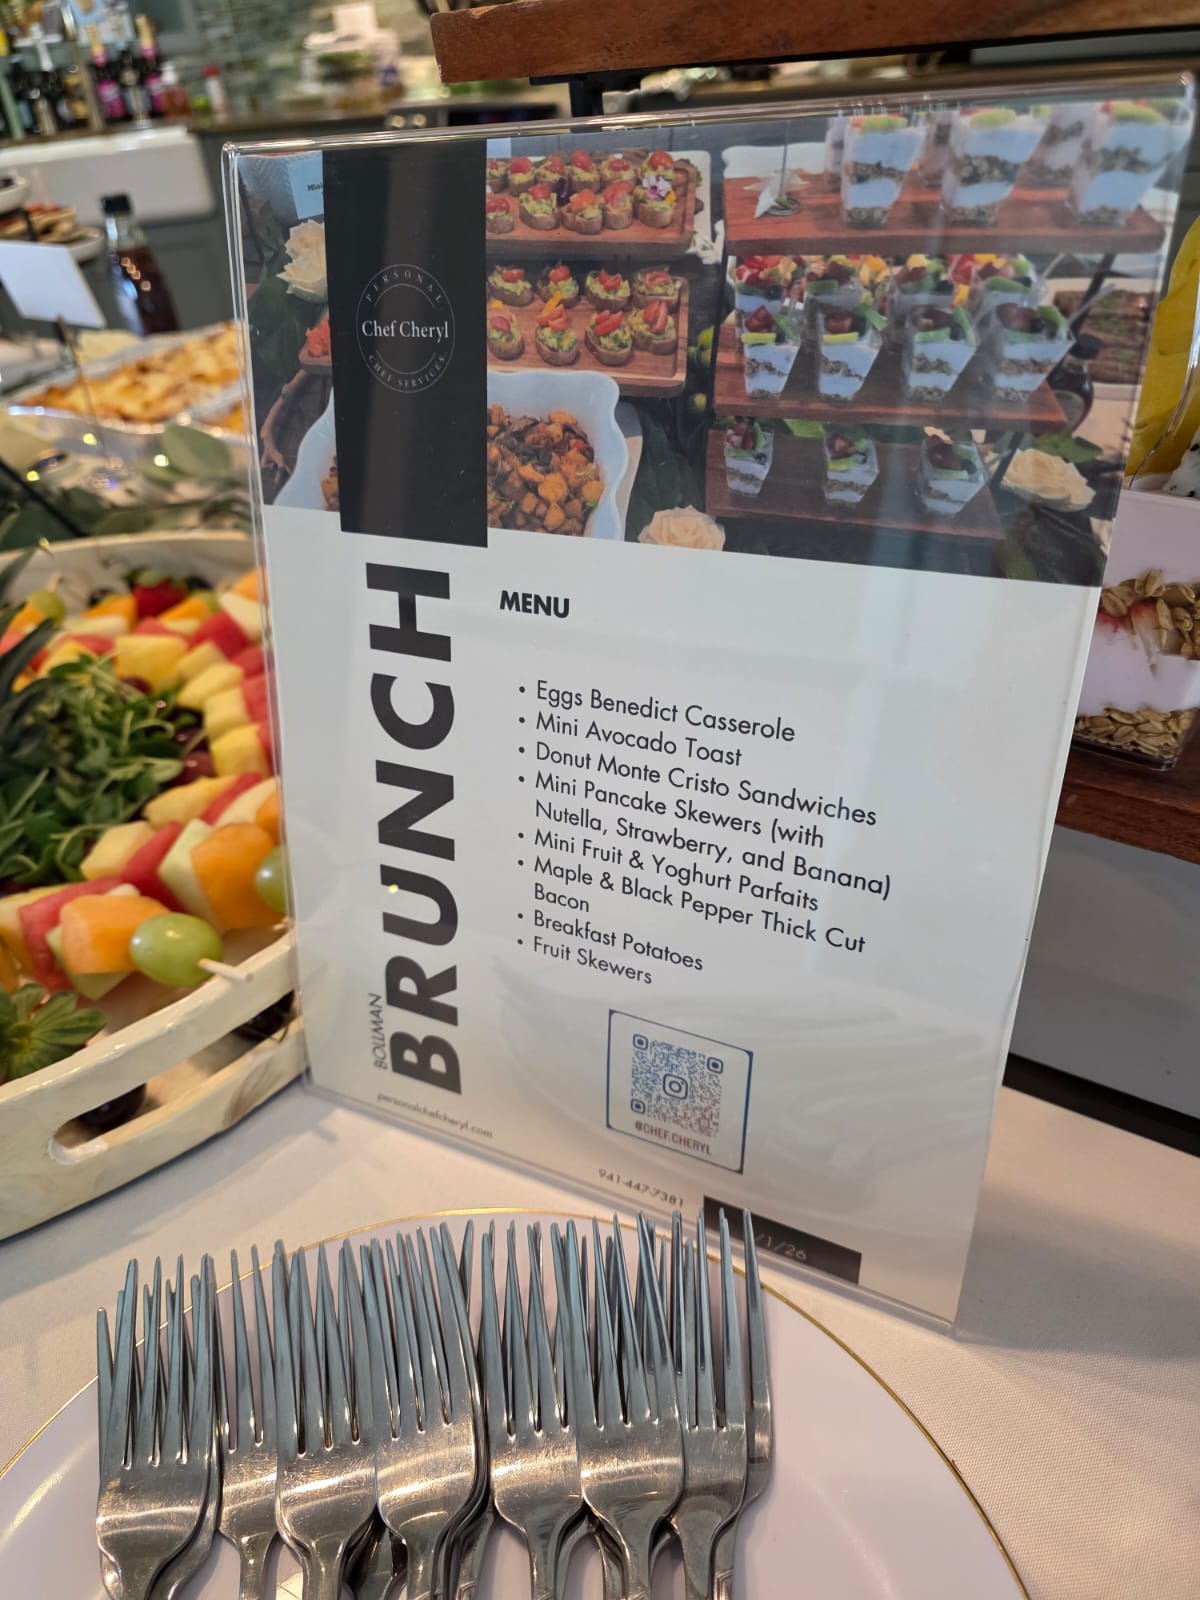 PERSONAL
Chef Cheryl
CHEF SERVICES
BOLLMAN
BRUNCH
MENU
• Eggs Benedict Casserole
• Mini Avocado Toast
• Donut Monte Cristo Sandwiches
• Mini Pancake Skewers (with
Nutella, Strawberry, and Banana)
• Mini Fruit & Yoghurt Parfaits
• Maple & Black Pepper Thick Cut
Bacon
• Breakfast Potatoes
• Fruit Skewers
@CHEF.CHERYL
personalchefcheryl.com
941-447-7381
/1/26